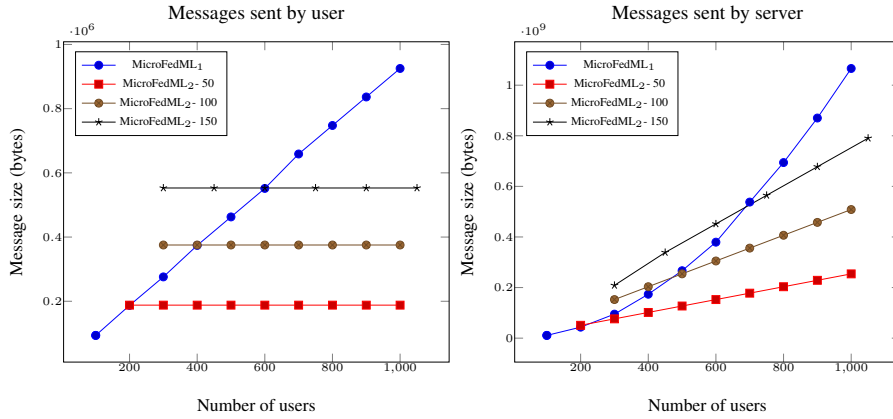 Messages sent by user
·10^6
1
0.8
0.6
0.4
0.2
200
400
600
800
1,000
Message size (bytes)
Number of users
MicroFedML₁
MicroFedML₂- 50
MicroFedML₂- 100
MicroFedML₂- 150
Messages sent by server
·10^9
1
0.8
0.6
0.4
0.2
0
200
400
600
800
1,000
Message size (bytes)
Number of users
MicroFedML₁
MicroFedML₂- 50
MicroFedML₂- 100
MicroFedML₂- 150